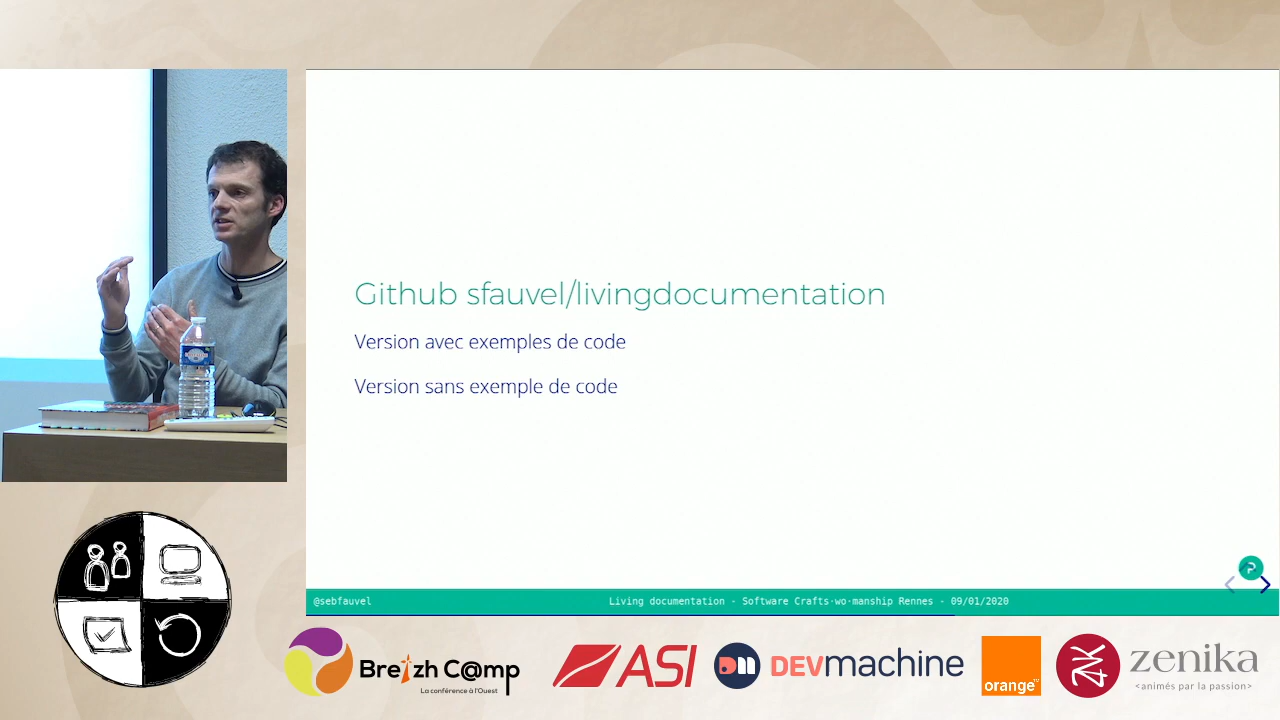 Github sfauvel/livingdocumentation
Version avec exemples de code
Version sans exemple de code
@sebfauvel
Living documentation - Software Crafts·wo·manship Rennes - 09/01/2020
Breizh C@mp
La conférence à l'Ouest
ASI
DEVmachine
orange™
zenika
<animés par la passion>